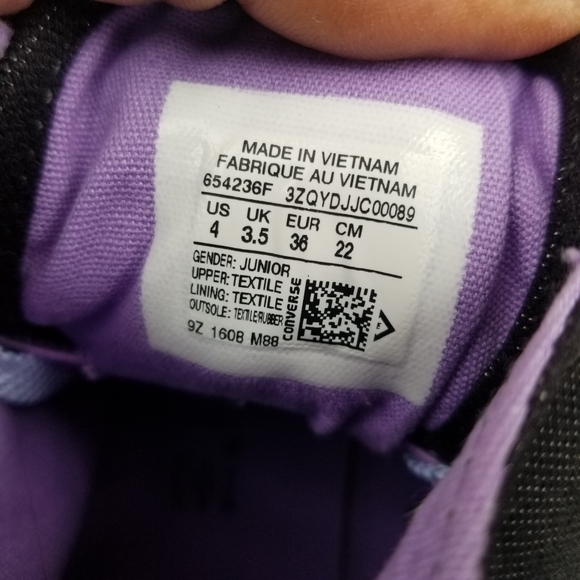 MADE IN VIETNAM
FABRIQUE AU VIETNAM
654236F 3ZQYDJJC00089
US UK EUR CM
4 3.5 36 22
GENDER: JUNIOR
UPPER: TEXTILE
LINING: TEXTILE
OUTSOLE: TEXTILE/RUBBER
9Z 160B M88
CONVERSE